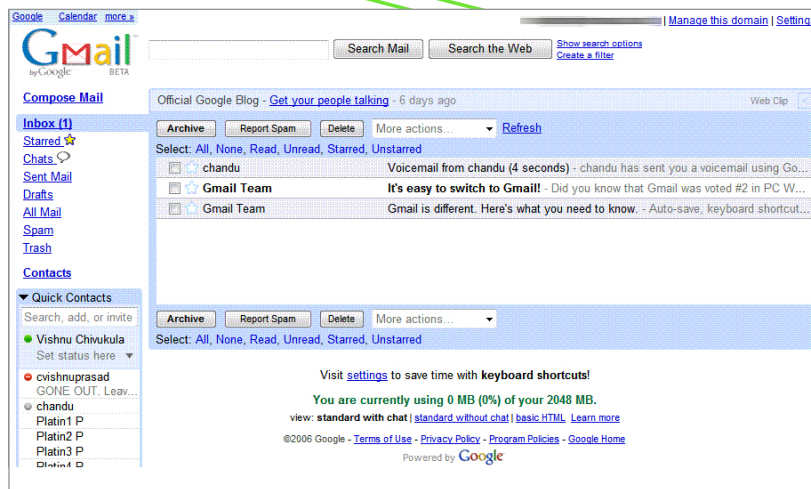 Google Calendar more »
| Manage this domain | Setting
Gmail
by Google BETA
Search Mail Search the Web Show search options
Create a filter
Compose Mail
Inbox (1)
Starred
Chats
Sent Mail
Drafts
All Mail
Spam
Trash
Contacts
Quick Contacts
Search, add, or invite
Vishnu Chivukula
Set status here
cvishnuprasad
GONE OUT. Leav...
chandu
Platin1 P
Platin2 P
Platin3 P
Platin4 P
Official Google Blog - Get your people talking - 6 days ago Web Clip <
Archive Report Spam Delete More actions... Refresh
Select: All, None, Read, Unread, Starred, Unstarred
chandu Voicemail from chandu (4 seconds) - chandu has sent you a voicemail using Go...
Gmail Team It's easy to switch to Gmail! - Did you know that Gmail was voted #2 in PC W...
Gmail Team Gmail is different. Here's what you need to know. - Auto-save, keyboard shortcut...
Archive Report Spam Delete More actions...
Select: All, None, Read, Unread, Starred, Unstarred
Visit settings to save time with keyboard shortcuts!
You are currently using 0 MB (0%) of your 2048 MB.
view: standard with chat | standard without chat | basic HTML Learn more
©2006 Google - Terms of Use - Privacy Policy - Program Policies - Google Home
Powered by Google